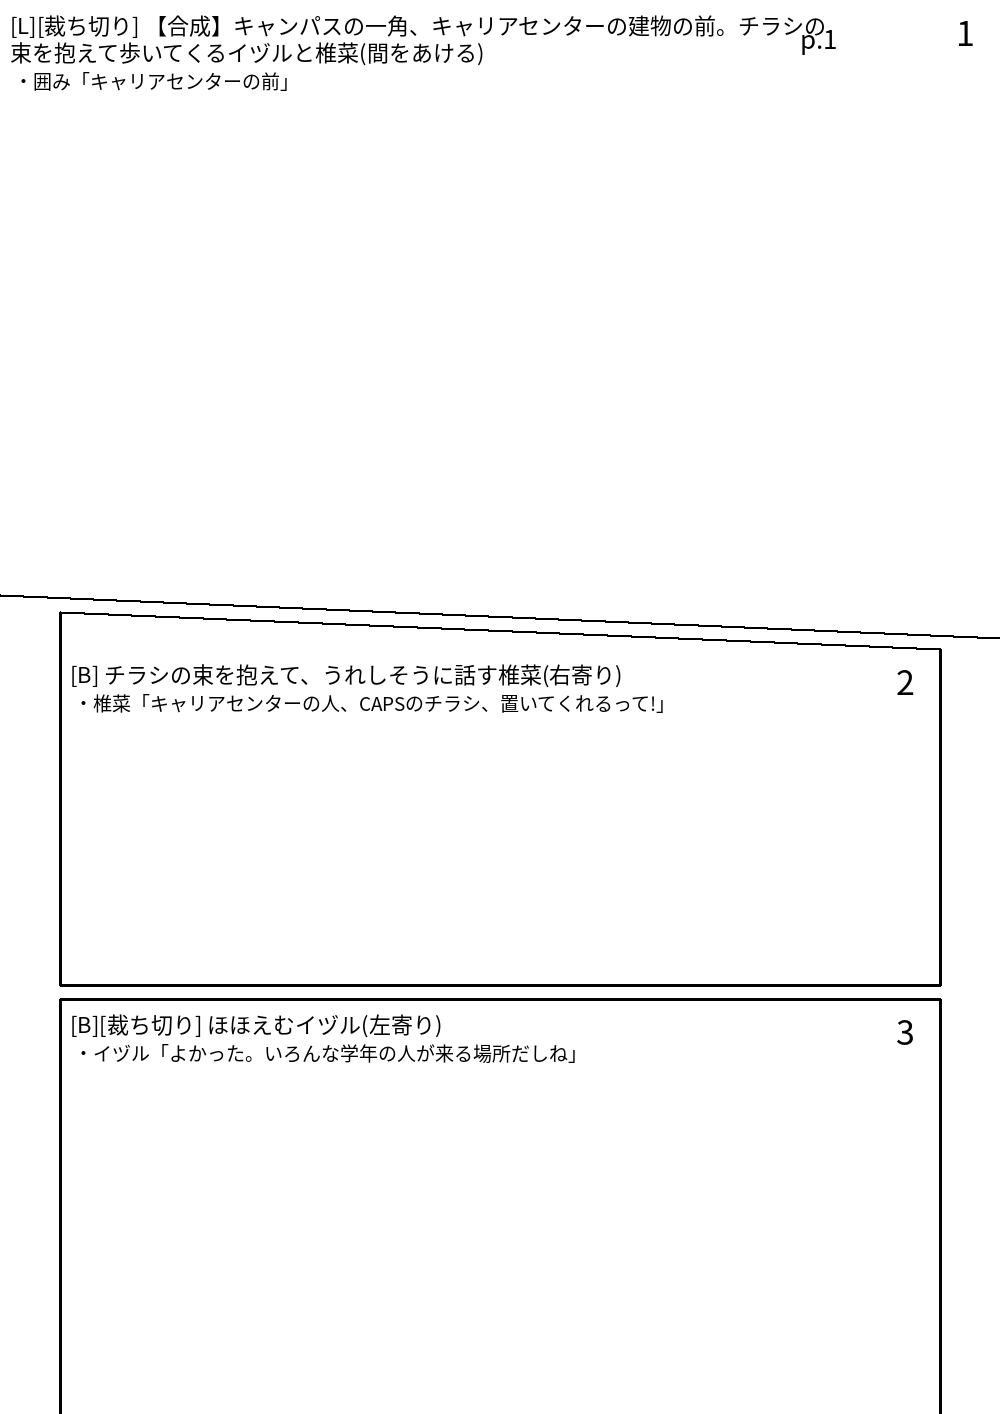 [L][裁ち切り] 【合成】キャンパスの一角、キャリアセンターの建物の前。チラシの
束を抱えて歩いてくるイヅルと椎菜(間をあける)
・囲み「キャリアセンターの前」
p.1
1
[B] チラシの束を抱えて、うれしそうに話す椎菜(右寄り)
・椎菜「キャリアセンターの人、CAPSのチラシ、置いてくれるって!」
2
[B][裁ち切り] ほほえむイヅル(左寄り)
・イヅル「よかった。いろんな学年の人が来る場所だしね」
3